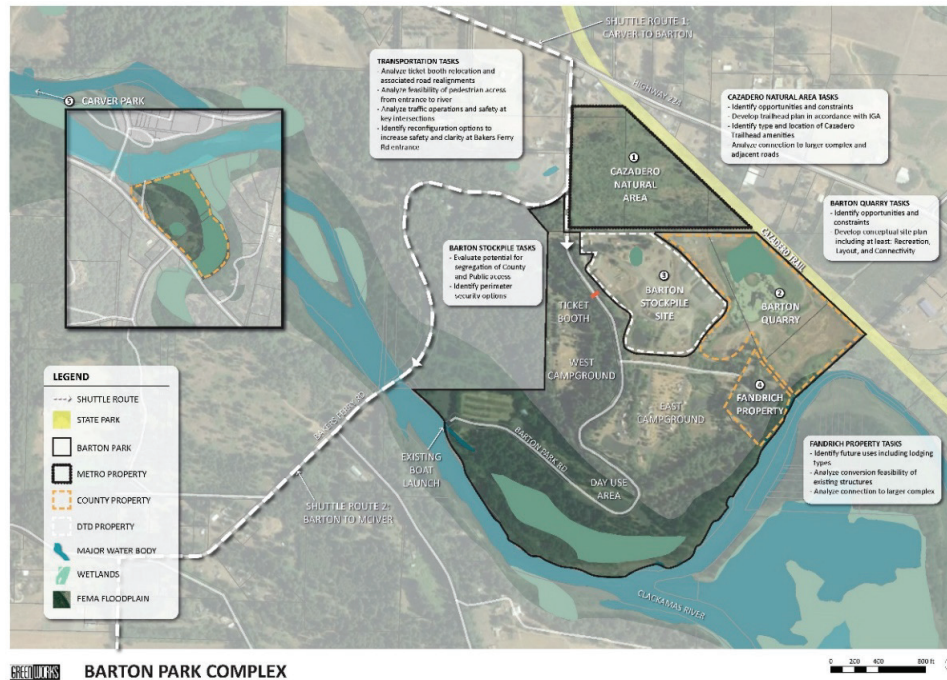 SHUTTLE ROUTE 1:
CARVER TO BARTON
HIGHWAY 224
TRANSPORTATION TASKS
- Analyze ticket booth relocation and
associated road realignments
- Analyze feasibility of pedestrian access
from entrance to river
- Analyze traffic operations and safety at
key intersections
- Identify reconfiguration options to
increase safety and clarity at Bakers Ferry
Rd entrance
CAZADERO NATURAL AREA TASKS
- Identify opportunities and constraints
- Develop trailhead plan in accordance with IGA
- Identify type and location of Cazadero
Trailhead amenities
Analyze connection to larger complex and
adjacent roads
5 CARVER PARK
1
CAZADERO
NATURAL
AREA
BARTON QUARRY TASKS
- Identify opportunities and
constraints
- Develop conceptual site plan
including at least: Recreation,
Layout, and Connectivity
CAZADERO TRAIL
BARTON STOCKPILE TASKS
- Evaluate potential for
segregation of County
and Public access
- Identify perimeter
security options
3
BARTON
STOCKPILE
SITE
2
BARTON
QUARRY
TICKET
BOOTH
WEST
CAMPGROUND
EAST
CAMPGROUND
4
FANDRICH
PROPERTY
BAKERS FERRY RD
BARTON PARK RD
EXISTING
BOAT
LAUNCH
DAY USE
AREA
FANDRICH PROPERTY TASKS
- Identify future uses including lodging
types
- Analyze conversion feasibility of
existing structures
- Analyze connection to larger complex
SHUTTLE ROUTE 2:
BARTON TO MCIVER
CLACKAMAS RIVER
LEGEND
SHUTTLE ROUTE
STATE PARK
BARTON PARK
METRO PROPERTY
COUNTY PROPERTY
DTD PROPERTY
MAJOR WATER BODY
WETLANDS
FEMA FLOODPLAIN
GREENWORKS
BARTON PARK COMPLEX
0 200 400 800 ft